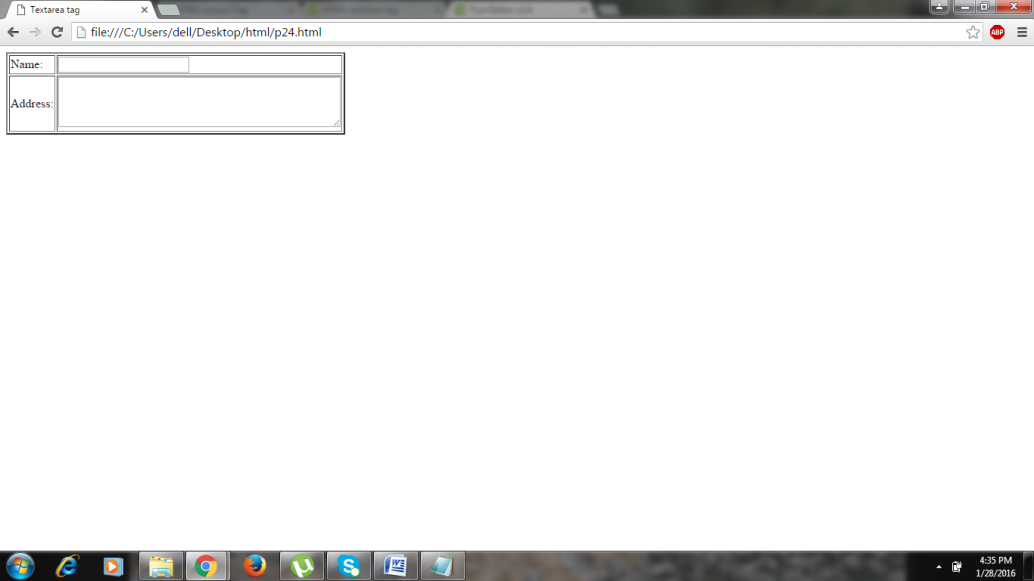 Textarea tag
file:///C:/Users/dell/Desktop/html/p24.html
ABP
Name:
Address:
4:35 PM
1/28/2016